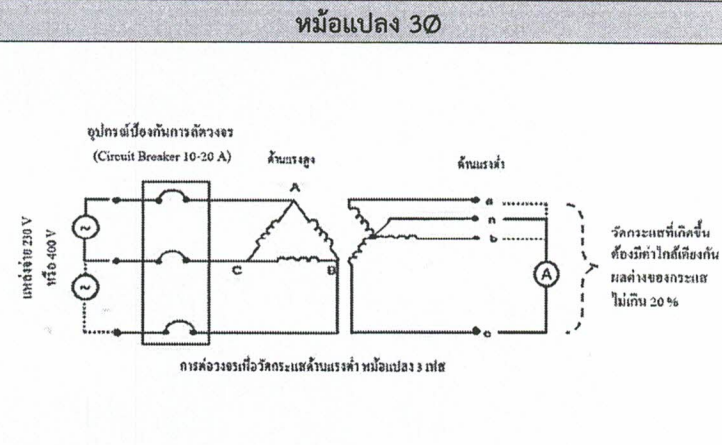 หม้อแปลง 3Ø
อุปกรณ์ป้องกันการลัดวงจร
(Circuit Breaker 10-20 A)
ด้านแรงสูง
ด้านแรงต่ำ
A
C
B
a
n
b
c
A
แหล่งจ่าย 230 V
หรือ 400 V
~
~
วัดกระแสที่เกิดขึ้น
ต้องมีค่าใกล้เคียงกัน
ผลต่างของกระแส
ไม่เกิน 20 %
การต่อวงจรเพื่อวัดกระแสด้านแรงต่ำ หม้อแปลง 3 เฟส